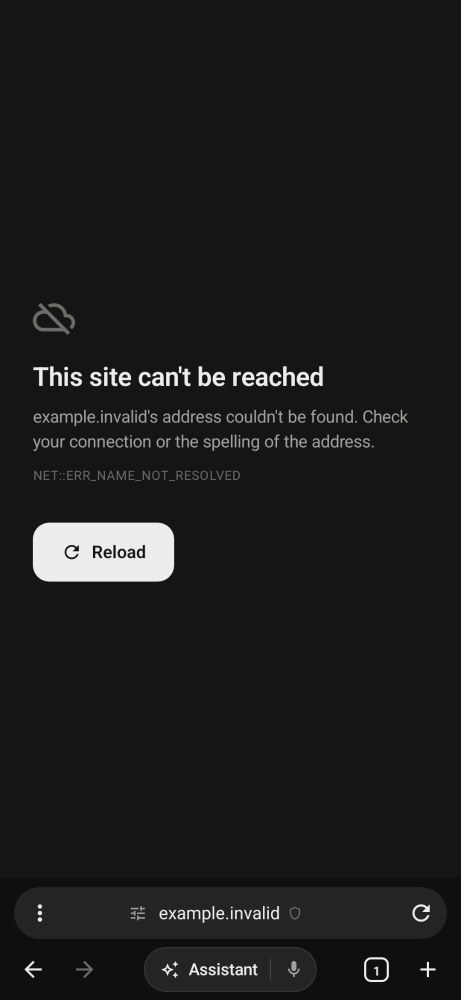 This site can't be reached
example.invalid's address couldn't be found. Check
your connection or the spelling of the address.
NET::ERR_NAME_NOT_RESOLVED
Reload
example.invalid
Assistant
1